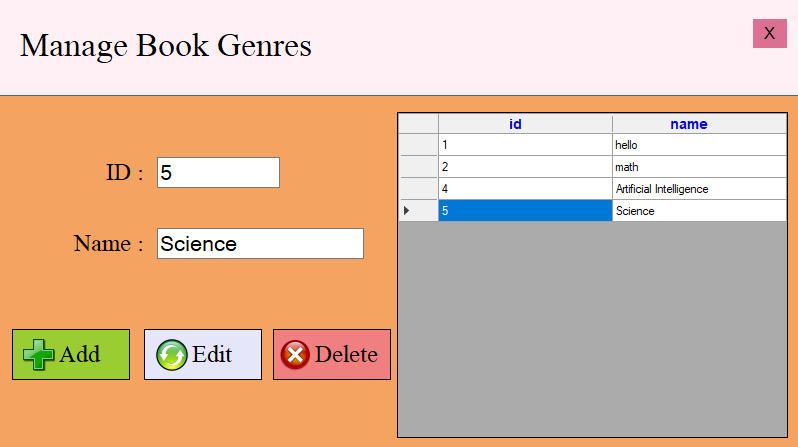 Manage Book Genres
X
ID :
5
Name :
Science
Add
Edit
Delete
id name
1 hello
2 math
4 Artificial Intelligence
5 Science